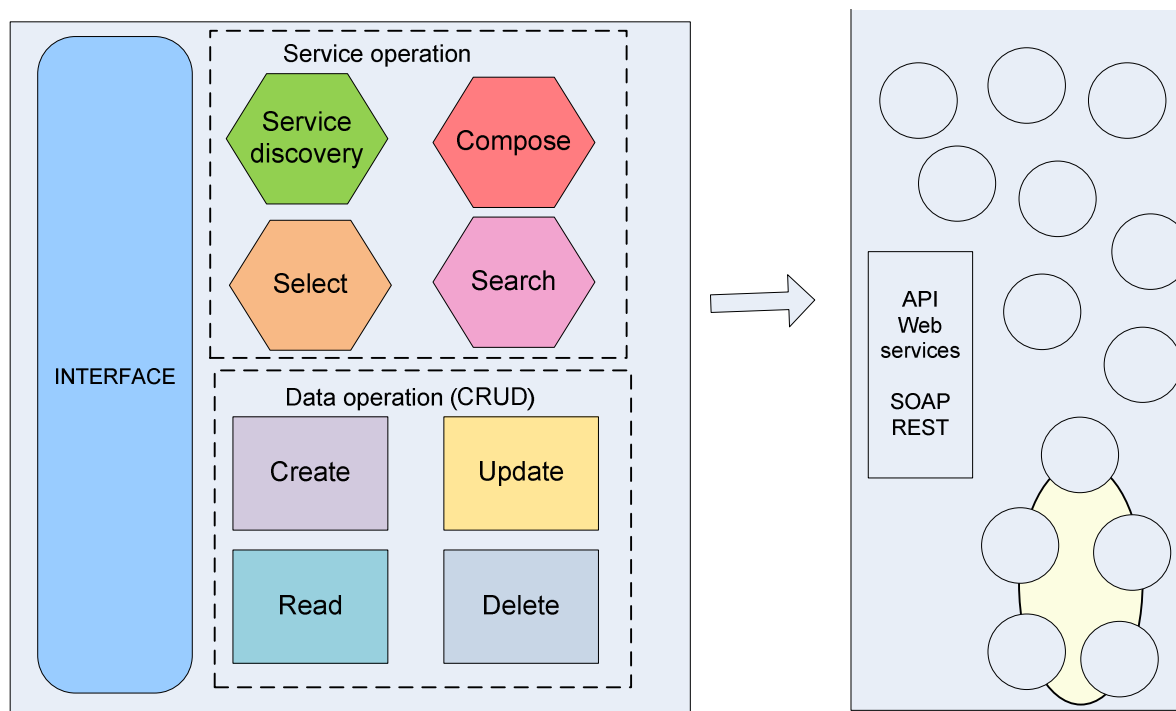 INTERFACE
Service operation
Service
discovery
Compose
Select
Search
Data operation (CRUD)
Create
Update
Read
Delete
API
Web
services
SOAP
REST